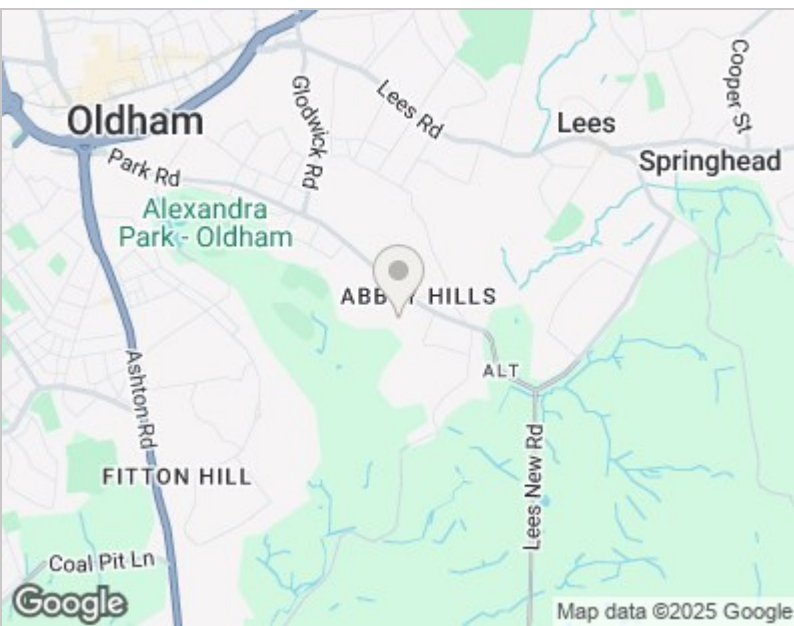 Oldham
Glodwick Rd
Lees Rd
Lees
Cooper St
Springhead
Park Rd
Alexandra
Park - Oldham
HILLS
ALT
Ashton Rd
FITTON HILL
Lees New Rd
Coal Pit Ln
Google
Map data ©2025 Google